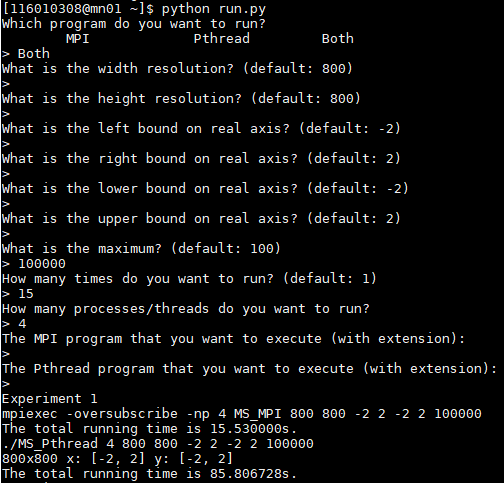 [116010308@mn01 ~]$ python run.py
Which program do you want to run?
MPI Pthread Both
> Both
What is the width resolution? (default: 800)
>
What is the height resolution? (default: 800)
>
What is the left bound on real axis? (default: -2)
>
What is the right bound on real axis? (default: 2)
>
What is the lower bound on real axis? (default: -2)
>
What is the upper bound on real axis? (default: 2)
>
What is the maximum? (default: 100)
> 100000
How many times do you want to run? (default: 1)
> 15
How many processes/threads do you want to run?
> 4
The MPI program that you want to execute (with extension):
>
The Pthread program that you want to execute (with extension):
>
Experiment 1
mpiexec -oversubscribe -np 4 MS_MPI 800 800 -2 2 -2 2 100000
The total running time is 15.530000s.
./MS_Pthread 4 800 800 -2 2 -2 2 100000
800x800 x: [-2, 2] y: [-2, 2]
The total running time is 85.806728s.